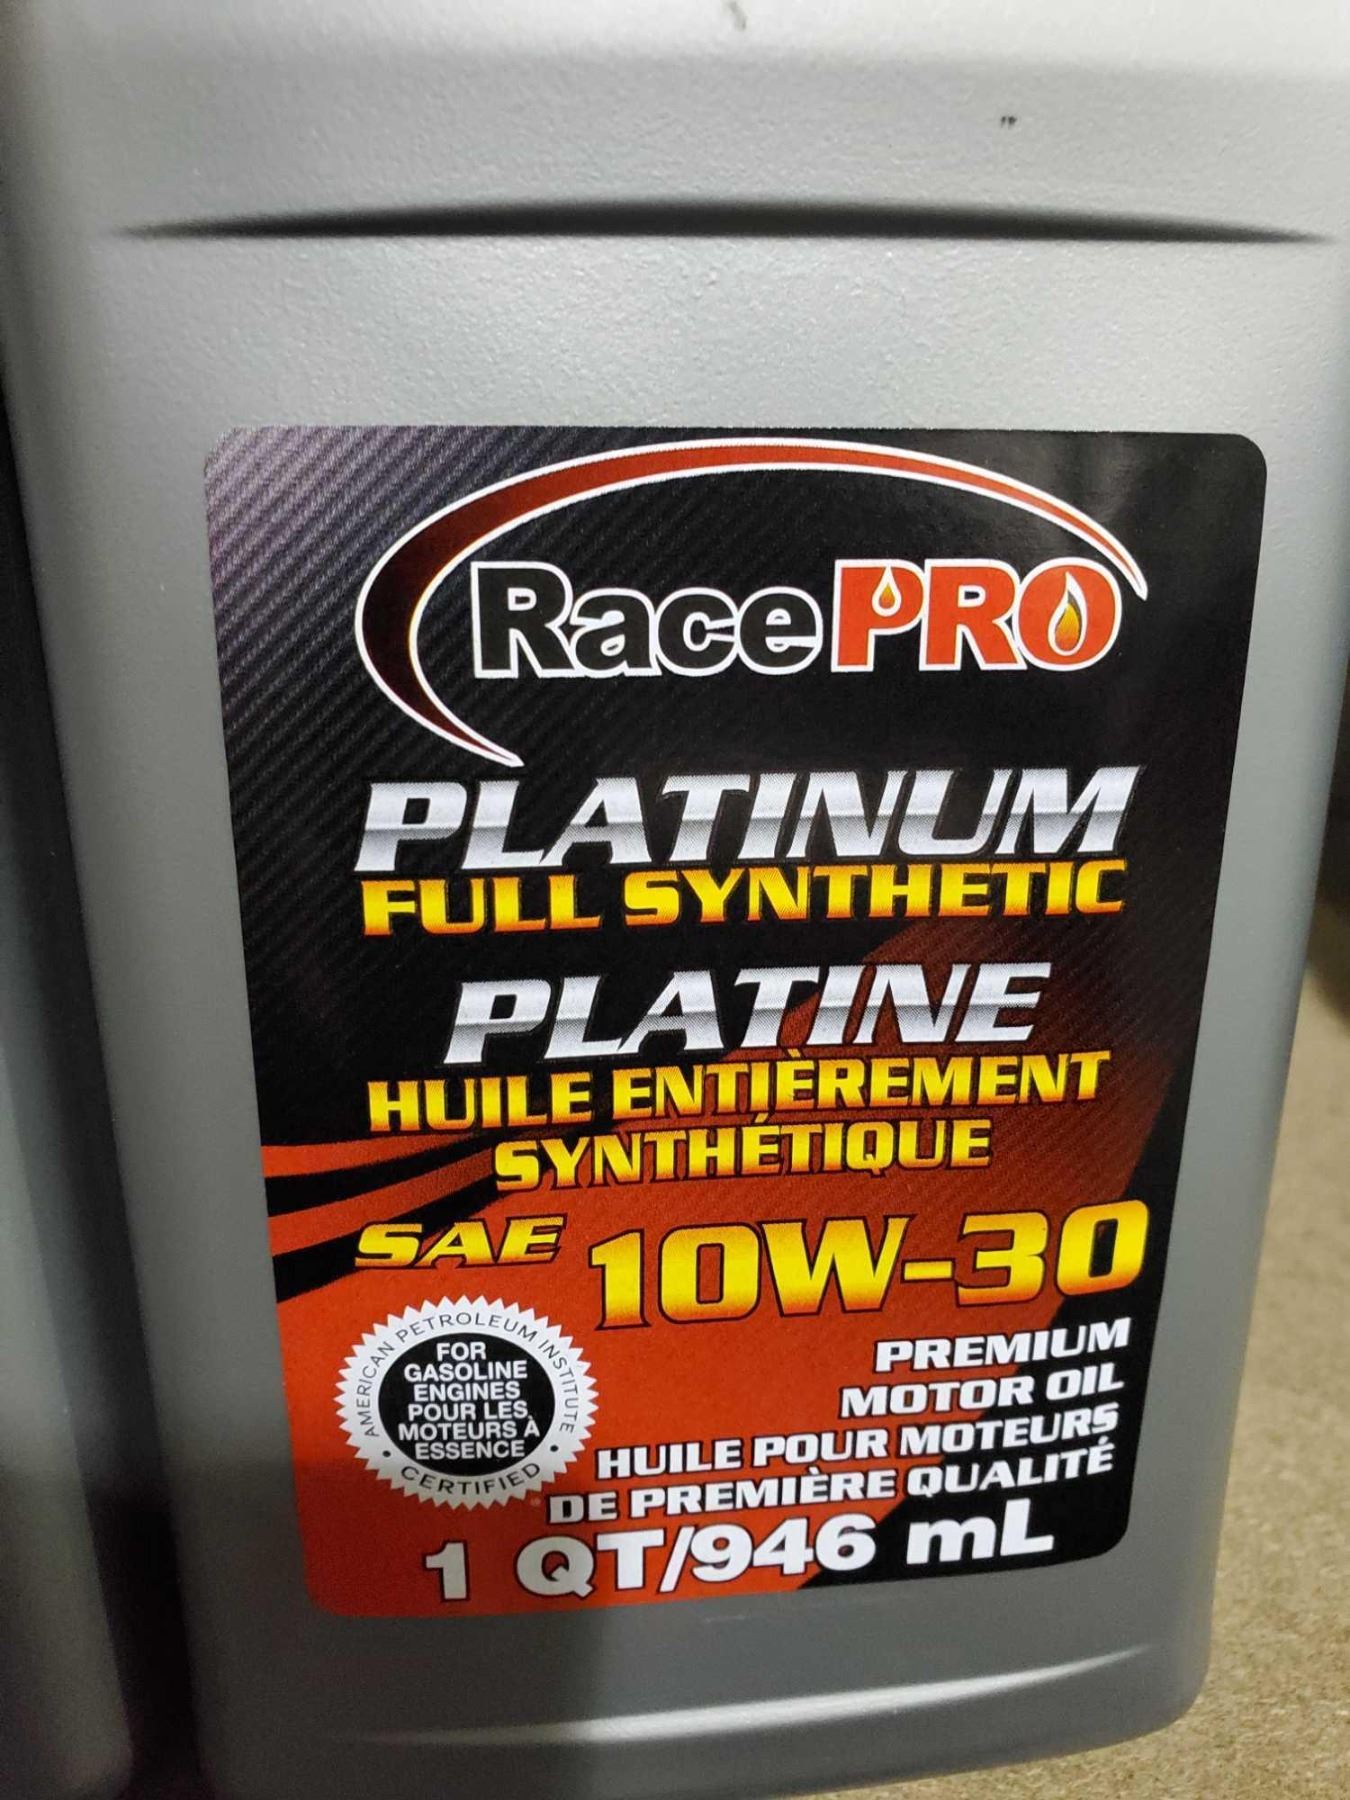 RacePRO
PLATINUM
FULL SYNTHETIC
PLATINE
HUILE ENTIÈREMENT
SYNTHÉTIQUE
SAE 10W-30
AMERICAN PETROLEUM INSTITUTE
FOR
GASOLINE
ENGINES
POUR LES
MOTEURS À
ESSENCE
CERTIFIED
PREMIUM
MOTOR OIL
HUILE POUR MOTEURS
DE PREMIÈRE QUALITÉ
1 QT/946 mL